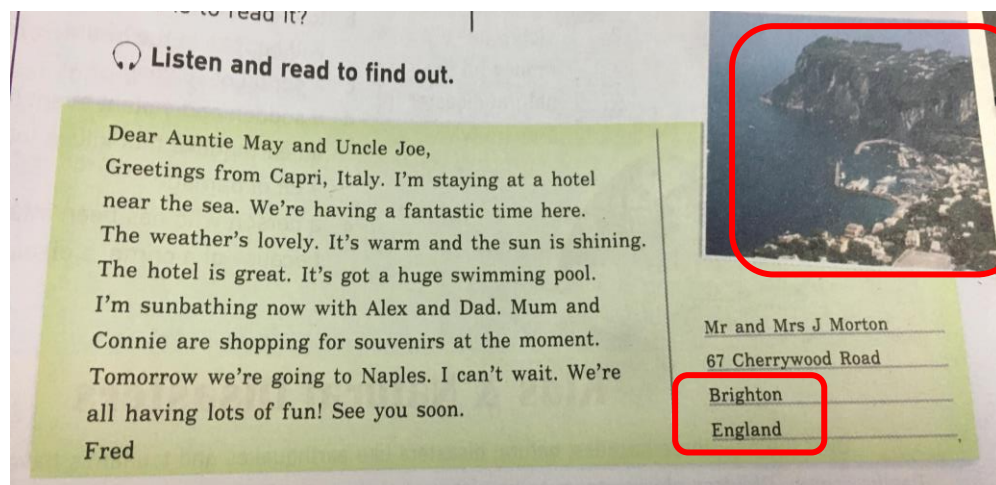 to read it?
Listen and read to find out.
Dear Auntie May and Uncle Joe,
Greetings from Capri, Italy. I'm staying at a hotel
near the sea. We're having a fantastic time here.
The weather's lovely. It's warm and the sun is shining.
The hotel is great. It's got a huge swimming pool.
I'm sunbathing now with Alex and Dad. Mum and
Connie are shopping for souvenirs at the moment.
Tomorrow we're going to Naples. I can't wait. We're
all having lots of fun! See you soon.
Fred
Mr and Mrs J Morton
67 Cherrywood Road
Brighton
England